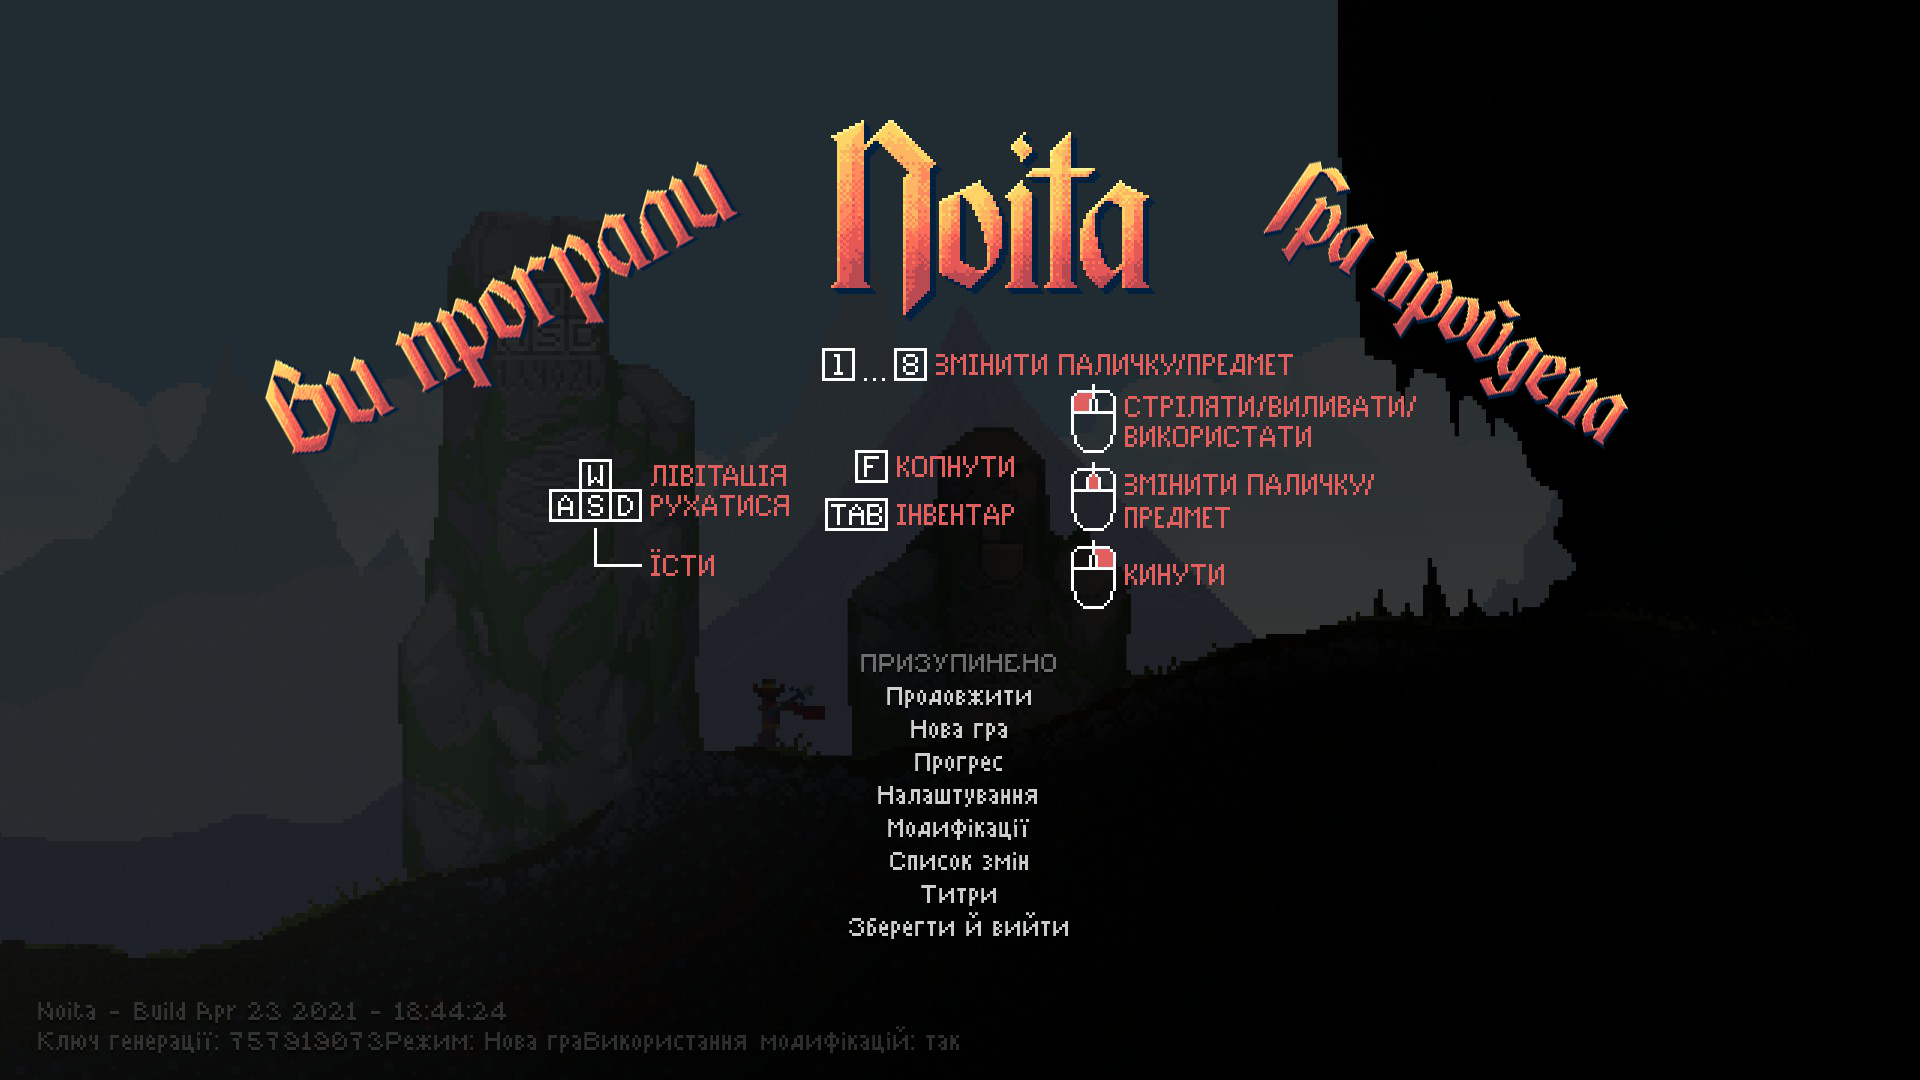 Noita
Ви програли
Гра пройдена
1 ... 8 ЗМІНИТИ ПАЛИЧКУ/ПРЕДМЕТ
СТРІЛЯТИ/ВИЛИВАТИ/
ВИКОРИСТАТИ
W ЛІВІТАЦІЯ
A S D РУХАТИСЯ
ЇСТИ
F КОПНУТИ
TAB ІНВЕНТАР
ЗМІНИТИ ПАЛИЧКУ/
ПРЕДМЕТ
КИНУТИ
ПРИЗУПИНЕНО
Продовжити
Нова гра
Прогрес
Налаштування
Модифікації
Список змін
Титри
Зберегти й вийти
Noita - Build Apr 23 2021 - 18:44:24
Ключ генерації: 757919073Режим: Нова граВикористання модифікацій: так